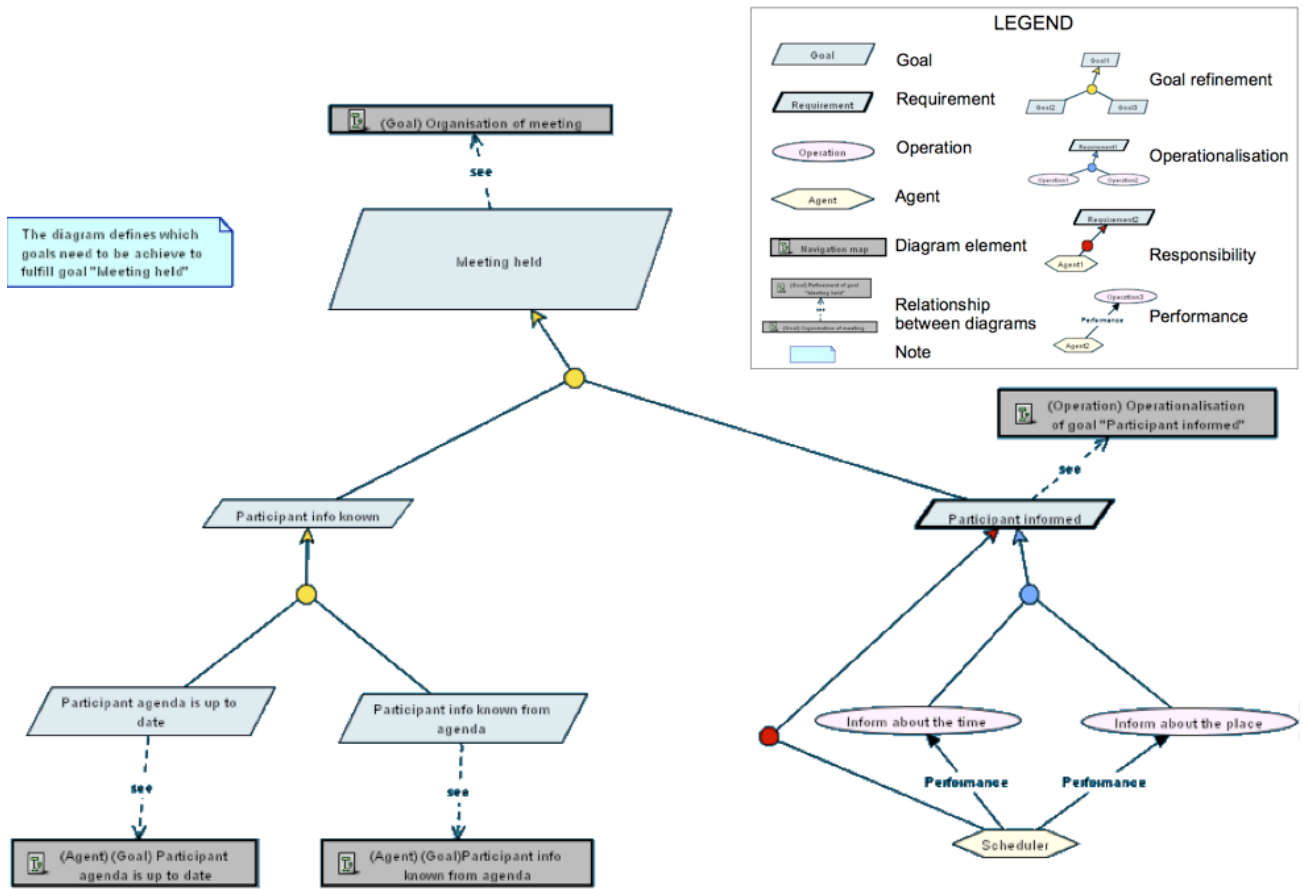 LEGEND
Goal
Goal
Requirement
Requirement
Operation
Operation
Agent
Agent
Navigation map
Diagram element
(Goal) Refinement of goal
"Meeting held"
see
(Goal) Organisation of meeting
Relationship
between diagrams
Note
Goal1
Goal2
Goal3
Goal refinement
Requirement1
Operation1
Operation2
Operationalisation
Requirement2
Agent1
Responsibility
Operation3
Performance
Agent2
Performance
(Goal) Organisation of meeting
see
The diagram defines which
goals need to be achieve to
fulfill goal "Meeting held"
Meeting held
(Operation) Operationalisation
of goal "Participant informed"
see
Participant info known
Participant informed
Participant agenda is up to
date
Participant info known from
agenda
Inform about the time
Inform about the place
see
see
Performance
Performance
Scheduler
(Agent) (Goal) Participant
agenda is up to date
(Agent) (Goal)Participant info
known from agenda